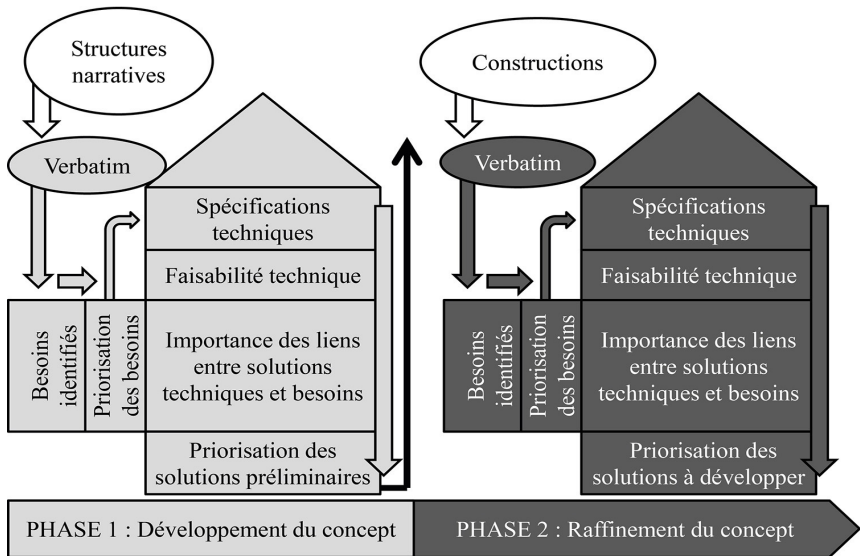 Structures
narratives
Verbatim
Besoins
identifiés
Priorisation
des besoins
Spécifications
techniques
Faisabilité technique
Importance des liens
entre solutions
techniques et besoins
Priorisation des
solutions préliminaires
PHASE 1 : Développement du concept
Constructions
Verbatim
Besoins
identifiés
Priorisation
des besoins
Spécifications
techniques
Faisabilité technique
Importance des liens
entre solutions
techniques et besoins
Priorisation des
solutions à développer
PHASE 2 : Raffinement du concept